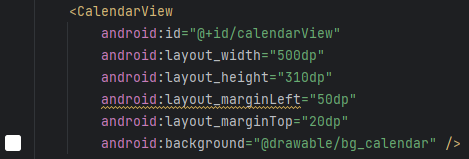 <CalendarView
android:id="@+id/calendarView"
android:layout_width="500dp"
android:layout_height="310dp"
android:layout_marginLeft="50dp"
android:layout_marginTop="20dp"
android:background="@drawable/bg_calendar" />